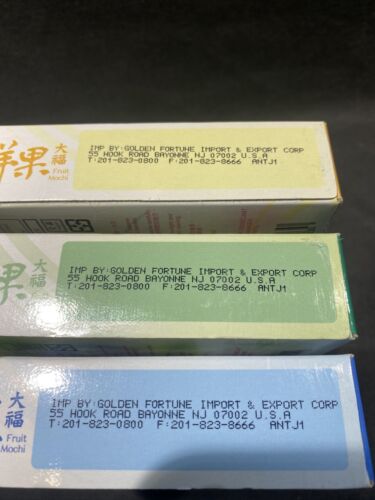 鲜果大福
Fruit
Mochi
IMP BY:GOLDEN FORTUNE IMPORT & EXPORT CORP
55 HOOK ROAD BAYONNE NJ 07002 U.S.A
T:201-823-0800 F:201-823-8666 ANTJ1
果大福
Fruit
Mochi
IMP BY:GOLDEN FORTUNE IMPORT & EXPORT CORP
55 HOOK ROAD BAYONNE NJ 07002 U.S.A
T:201-823-0800 F:201-823-8666 ANTJ1
大福
Fruit
Mochi
IMP BY:GOLDEN FORTUNE IMPORT & EXPORT CORP
55 HOOK ROAD BAYONNE NJ 07002 U.S.A
T:201-823-0800 F:201-823-8666 ANTJ1